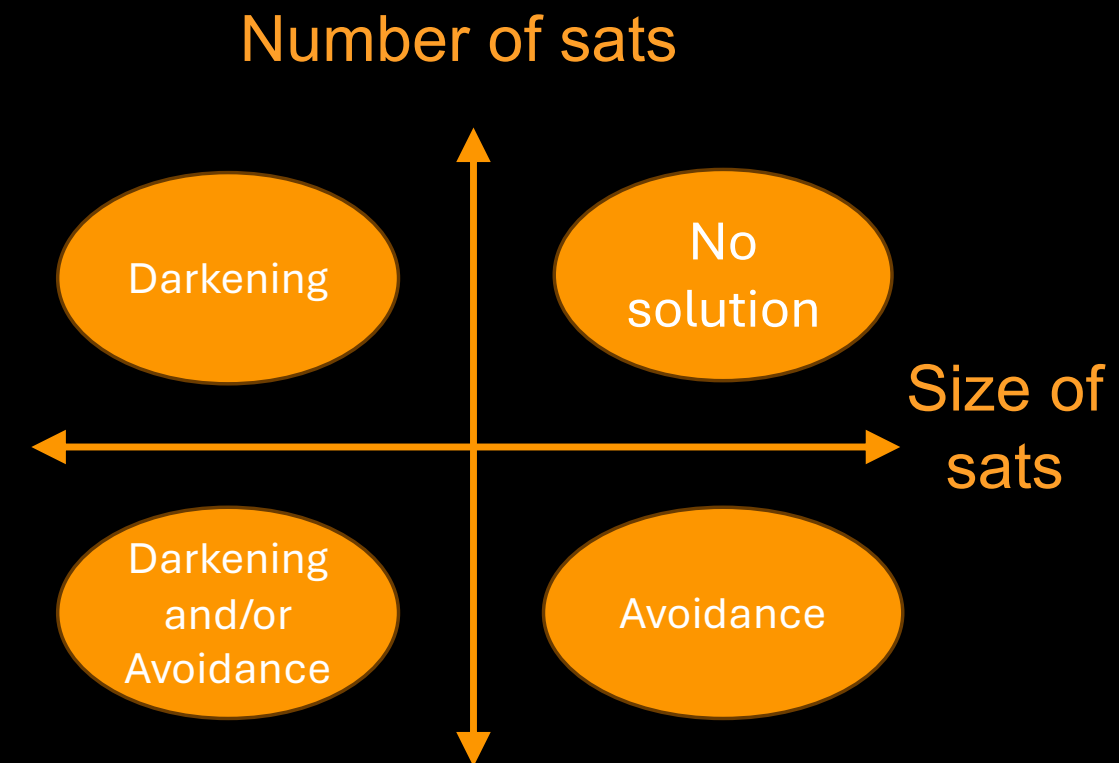 Number of sats
Darkening
No
solution
Size of
sats
Darkening
and/or
Avoidance
Avoidance